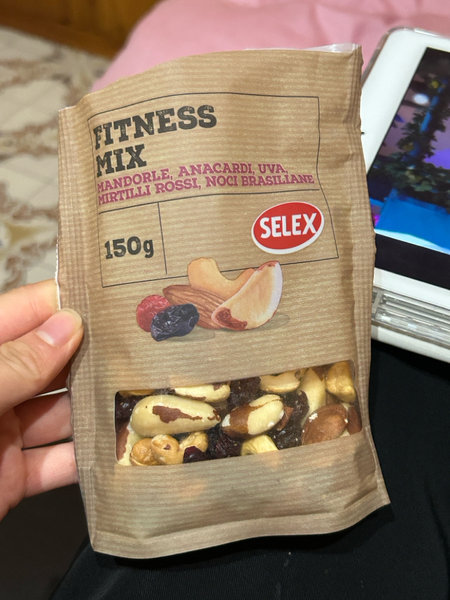 FITNESS
MIX
MANDORLE, ANACARDI, UVA,
MIRTILLI ROSSI, NOCI BRASILIANE
150g
SELEX